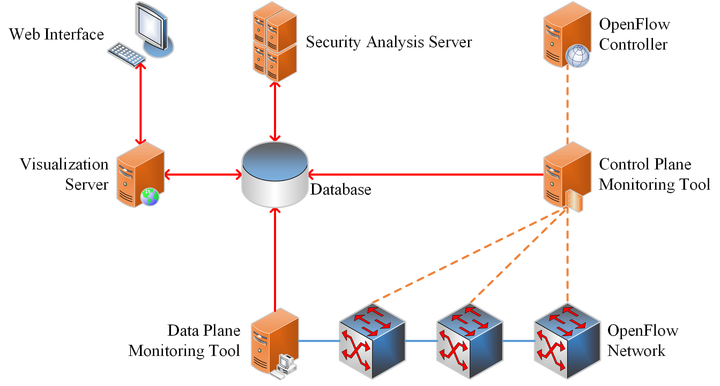 Web Interface
Security Analysis Server
OpenFlow
Controller
Visualization
Server
Database
Control Plane
Monitoring Tool
Data Plane
Monitoring Tool
OpenFlow
Network